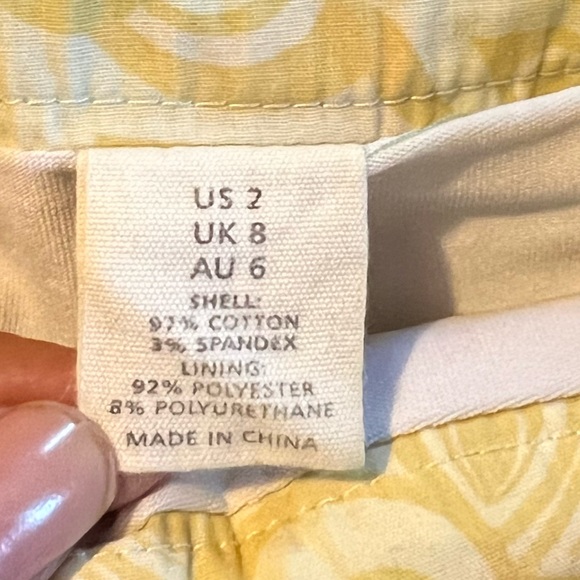 US 2
UK 8
AU 6
SHELL:
97% COTTON
3% SPANDEX
LINING:
92% POLYESTER
8% POLYURETHANE
MADE IN CHINA